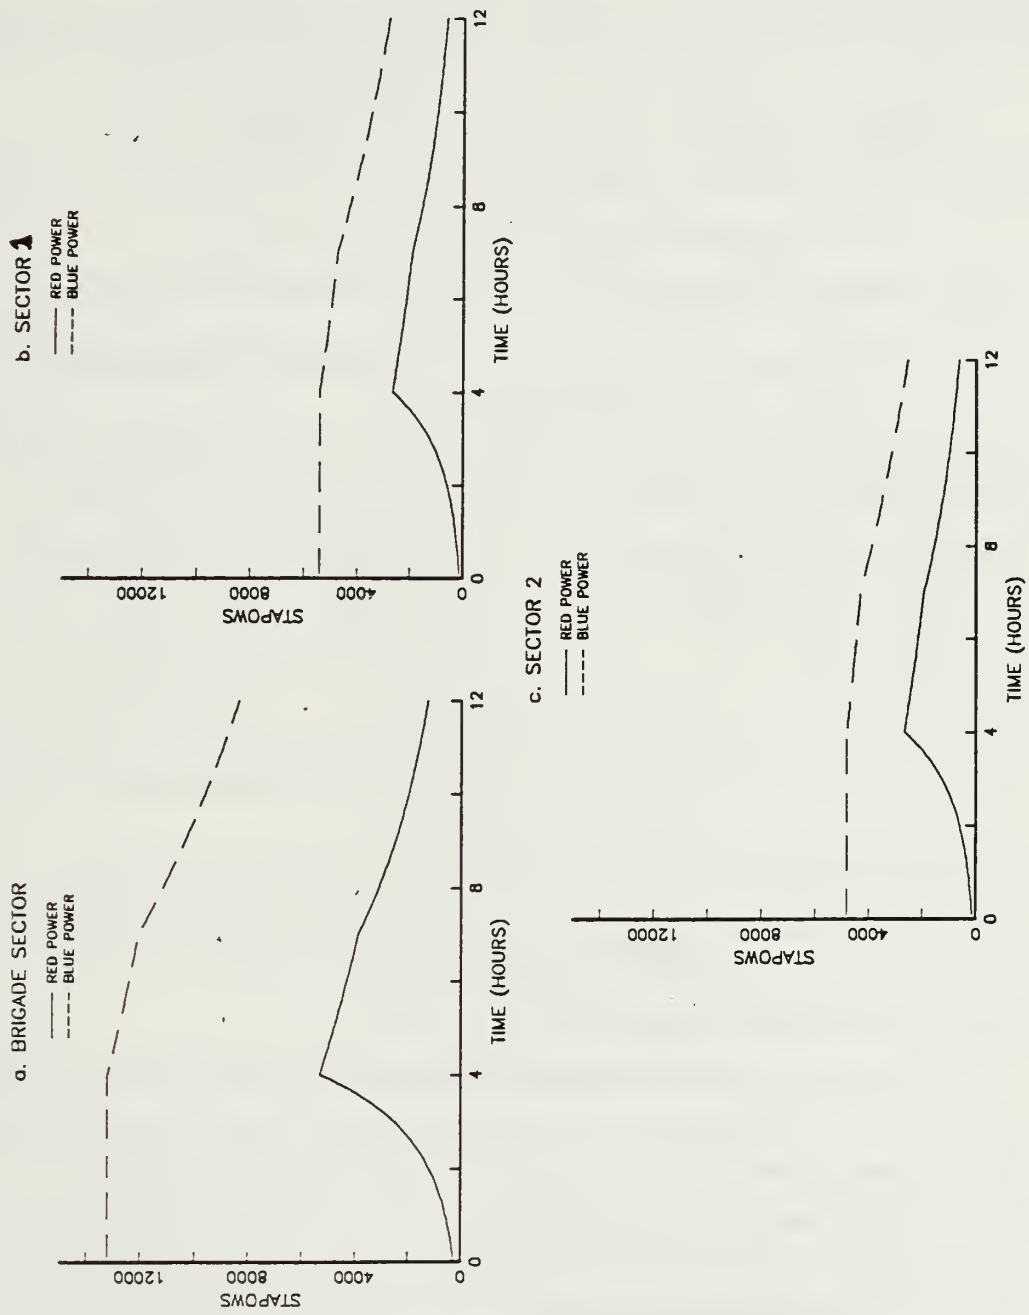 a. BRIGADE SECTOR
RED POWER
BLUE POWER
STAPOWS
12000
8000
4000
0
0
4
8
12
TIME (HOURS)
b. SECTOR 1
RED POWER
BLUE POWER
STAPOWS
12000
8000
4000
0
0
4
8
12
TIME (HOURS)
c. SECTOR 2
RED POWER
BLUE POWER
STAPOWS
12000
8000
4000
0
0
4
8
12
TIME (HOURS)